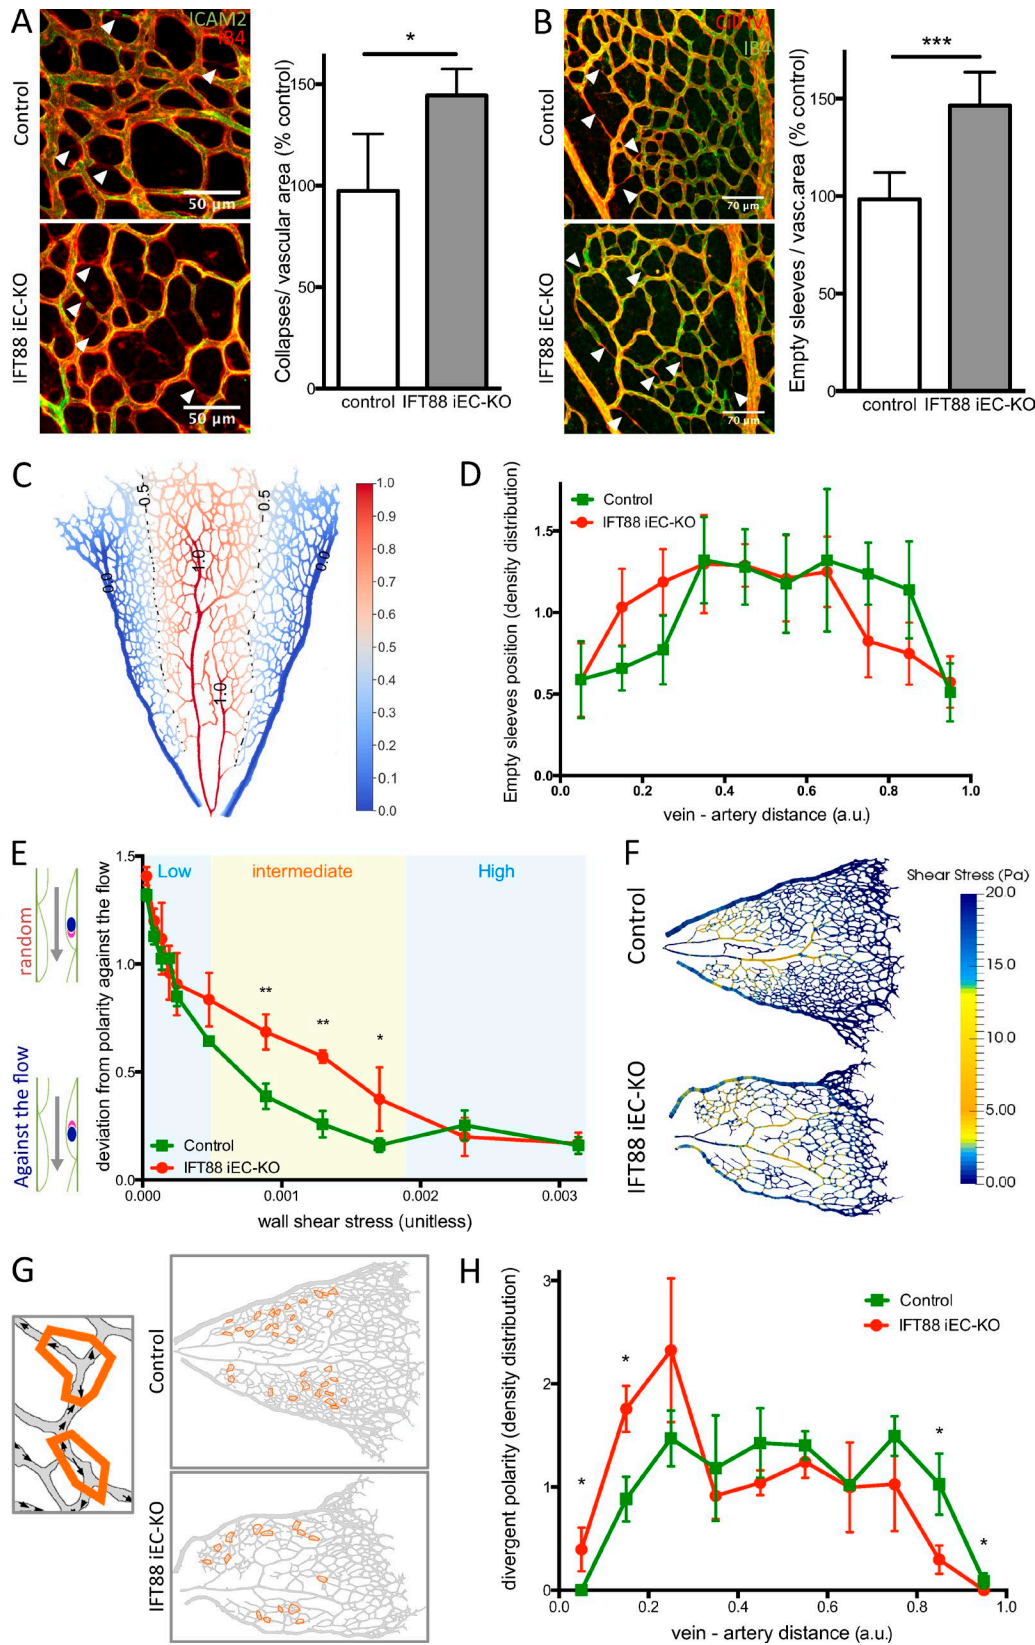 A
ICAM2
IB4
Control
50 µm
IFT88 iEC-KO
50 µm
Collapses/ vascular area (% control)
150
100
50
0
*
control
IFT88 iEC-KO
B
Coll IV
IB4
Control
70 µm
IFT88 iEC-KO
70 µm
Empty sleeves / vasc.area (% control)
150
100
50
0
***
control
IFT88 iEC-KO
C
0.5
0.5
0.0
1.0
1.0
0.0
1.0
0.9
0.8
0.7
0.6
0.5
0.4
0.3
0.2
0.1
0.0
D
Control
IFT88 iEC-KO
Empty sleeves position (density distribution)
1.5
1.0
0.5
0.0
0.0 0.2 0.4 0.6 0.8 1.0
vein - artery distance (a.u.)
E
random
Against the flow
deviation from polarity against the flow
1.5
1.0
0.5
0.0
Low intermediate High
** ** *
Control
IFT88 iEC-KO
0.000 0.001 0.002 0.003
wall shear stress (unitless)
F
Control
IFT88 iEC-KO
Shear Stress (Pa)
20.0
15.0
10.0
5.00
0.00
G
Control
IFT88 iEC-KO
H
Control
IFT88 iEC-KO
divergent polarity (density distribution)
3
2
1
0
* * * *
0.0 0.2 0.4 0.6 0.8 1.0
vein - artery distance (a.u.)